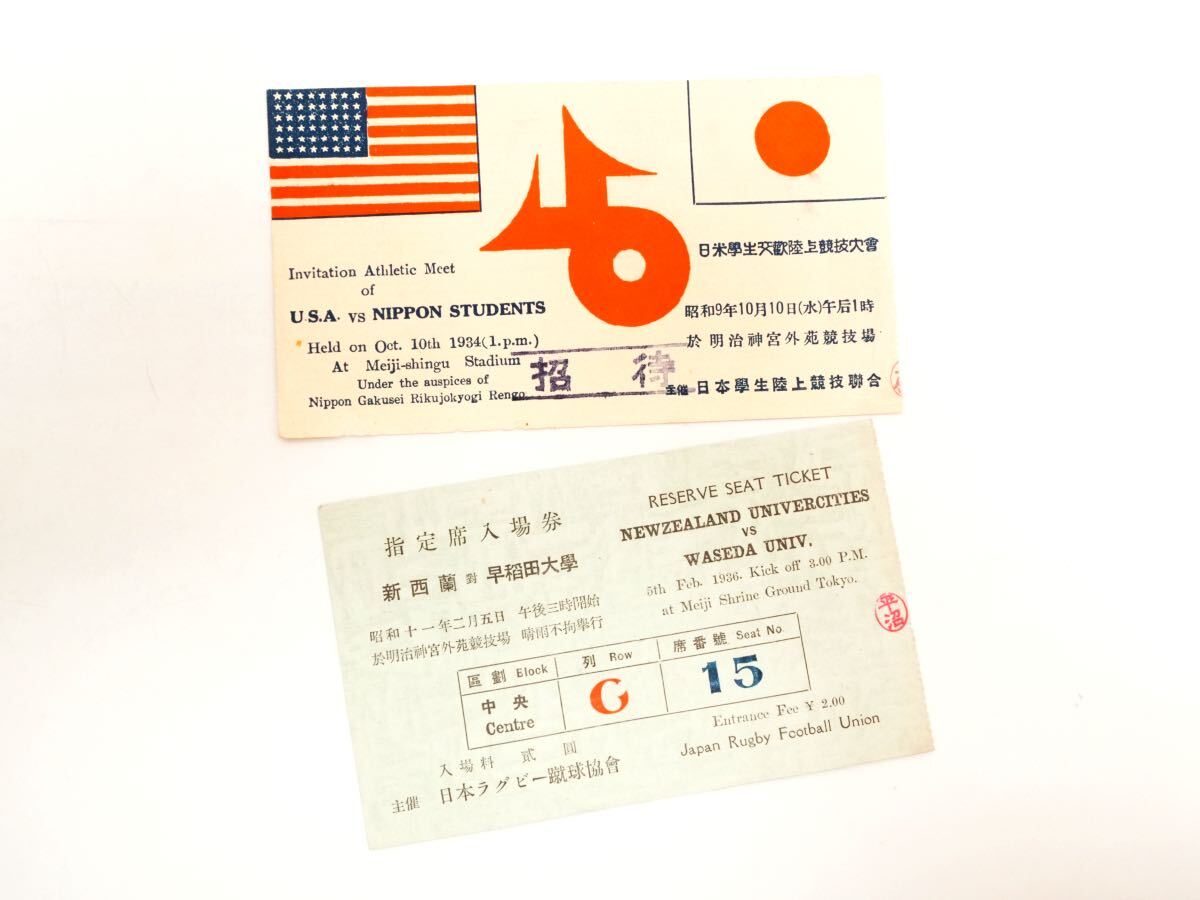 Invitation Athletic Meet
of
U.S.A. vs NIPPON STUDENTS
Held on Oct. 10th 1934(1.p.m.)
At Meiji-shingu Stadium
Under the auspices of
Nippon Gakusei Rikujokyogi Rengo
招 待
日米學生交歡陸上競技大會
昭和9年10月10日(水)午后1時
於明治神宮外苑競技場
主催 日本學生陸上競技聯合
指定席入場券
新西蘭 對 早稻田大學
昭和十一年二月五日 午後三時開始
於明治神宮外苑競技場 晴雨不拘擧行
RESERVE SEAT TICKET
NEWZEALAND UNIVERCITIES
VS
WASEDA UNIV.
5th Feb. 1936. Kick off 3.00 P.M.
at Meiji Shrine Ground Tokyo.
平沼
區劃 Block 列 Row 席番號 Seat No.
中央 C 15
Centre
入場料 貳圓
主催 日本ラグビー蹴球協會
Entrance Fee ¥ 2.00
Japan Rugby Football Union